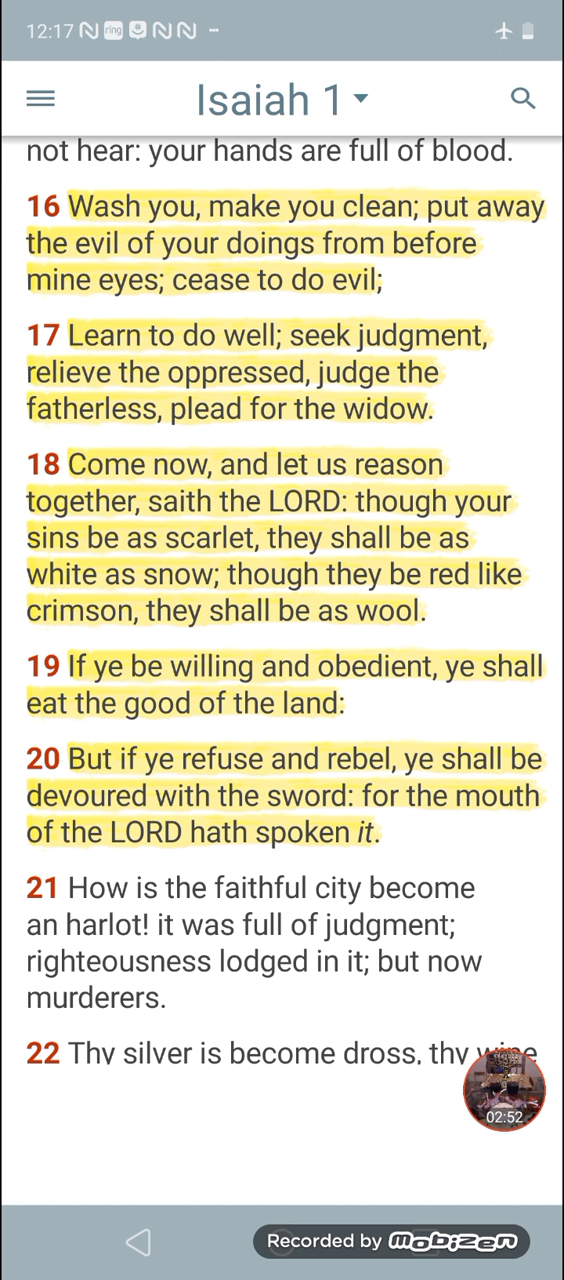 12:17 ring
Isaiah 1
not hear: your hands are full of blood.
16 Wash you, make you clean; put away
the evil of your doings from before
mine eyes; cease to do evil;
17 Learn to do well; seek judgment,
relieve the oppressed, judge the
fatherless, plead for the widow.
18 Come now, and let us reason
together, saith the LORD: though your
sins be as scarlet, they shall be as
white as snow; though they be red like
crimson, they shall be as wool.
19 If ye be willing and obedient, ye shall
eat the good of the land:
20 But if ye refuse and rebel, ye shall be
devoured with the sword: for the mouth
of the LORD hath spoken it.
21 How is the faithful city become
an harlot! it was full of judgment;
righteousness lodged in it; but now
murderers.
22 Thy silver is become dross, thy wine
02:52
Recorded by mobizen